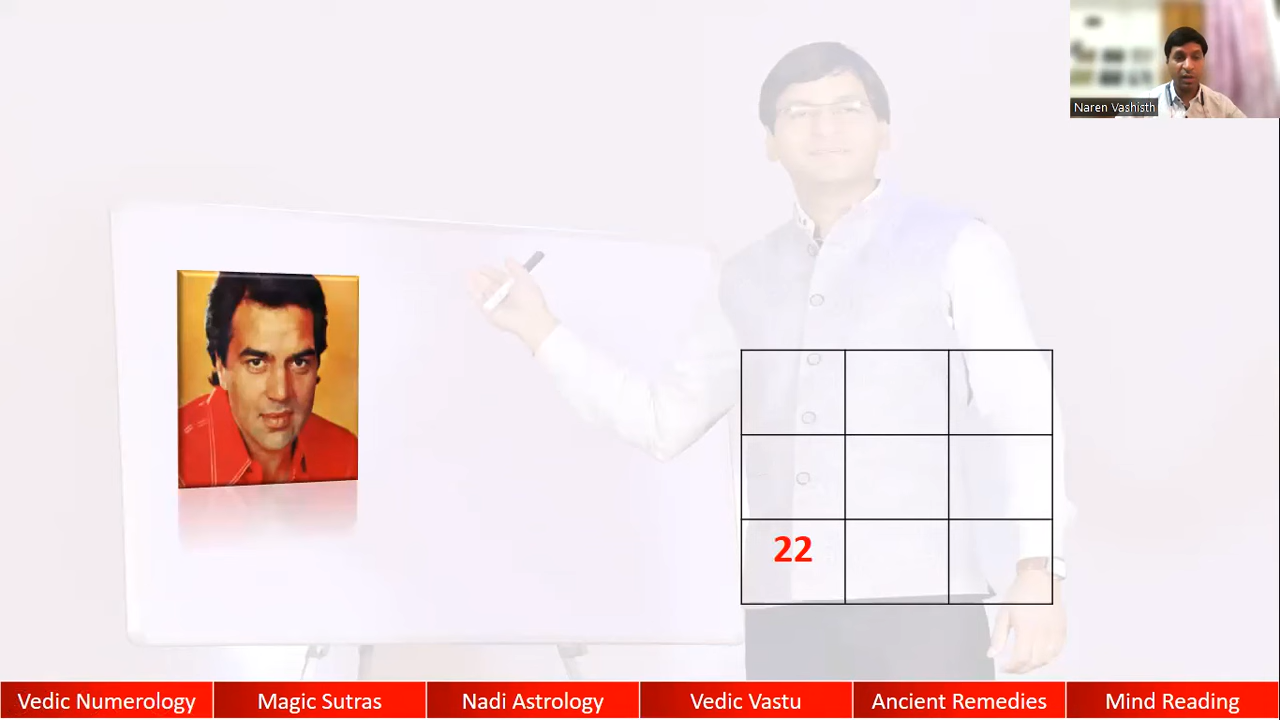 Naren Vashisth
22
Vedic Numerology
Magic Sutras
Nadi Astrology
Vedic Vastu
Ancient Remedies
Mind Reading